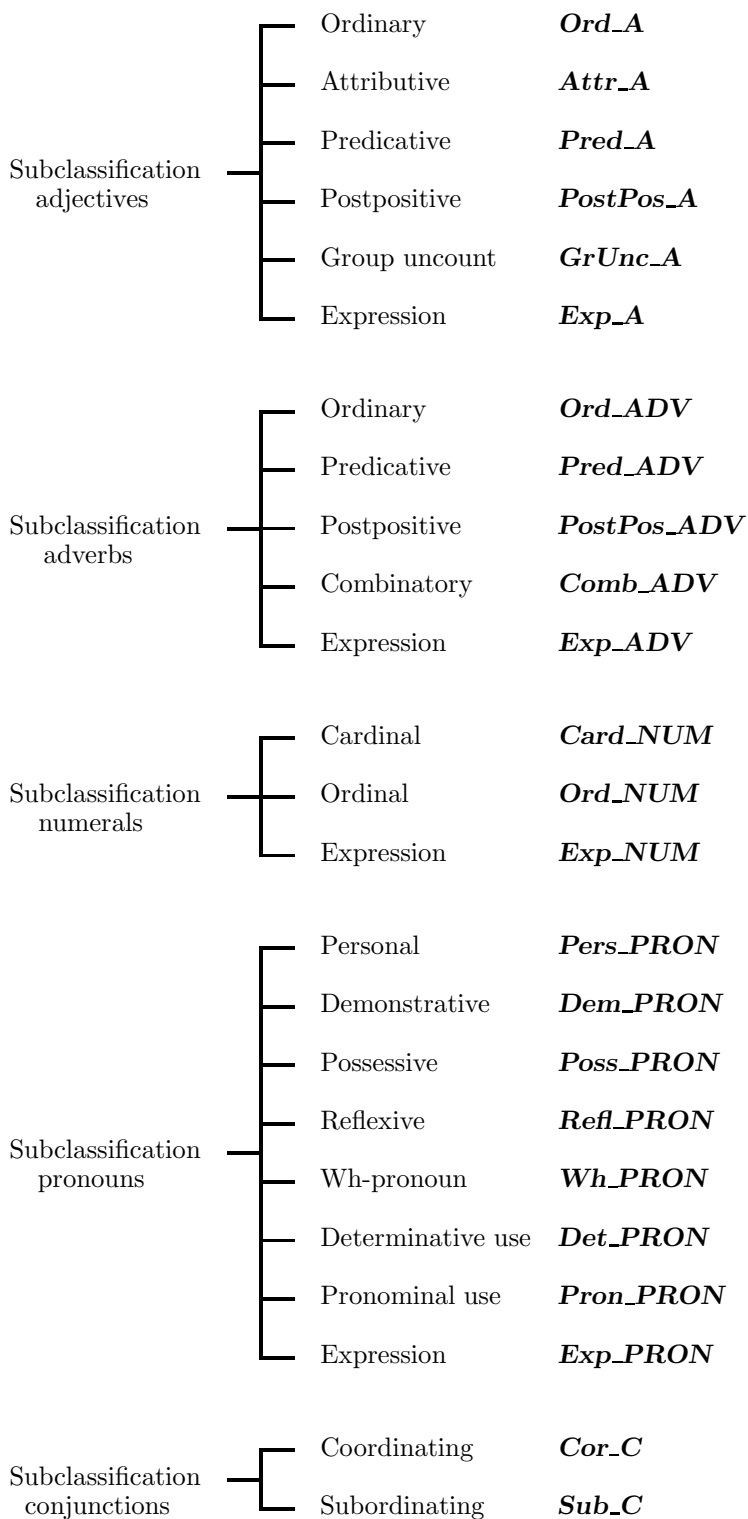 Ordinary Ord_A
Attributive Attr_A
Predicative Pred_A
Subclassification
adjectives
Postpositive PostPos_A
Group uncount GrUnc_A
Expression Exp_A
Ordinary Ord_ADV
Predicative Pred_ADV
Subclassification Postpositive PostPos_ADV
adverbs
Combinatory Comb_ADV
Expression Exp_ADV
Cardinal Card_NUM
Subclassification Ordinal Ord_NUM
numerals
Expression Exp_NUM
Personal Pers_PRON
Demonstrative Dem_PRON
Possessive Poss_PRON
Reflexive Refl_PRON
Subclassification
pronouns
Wh-pronoun Wh_PRON
Determinative use Det_PRON
Pronominal use Pron_PRON
Expression Exp_PRON
Coordinating Cor_C
Subclassification
conjunctions
Subordinating Sub_C